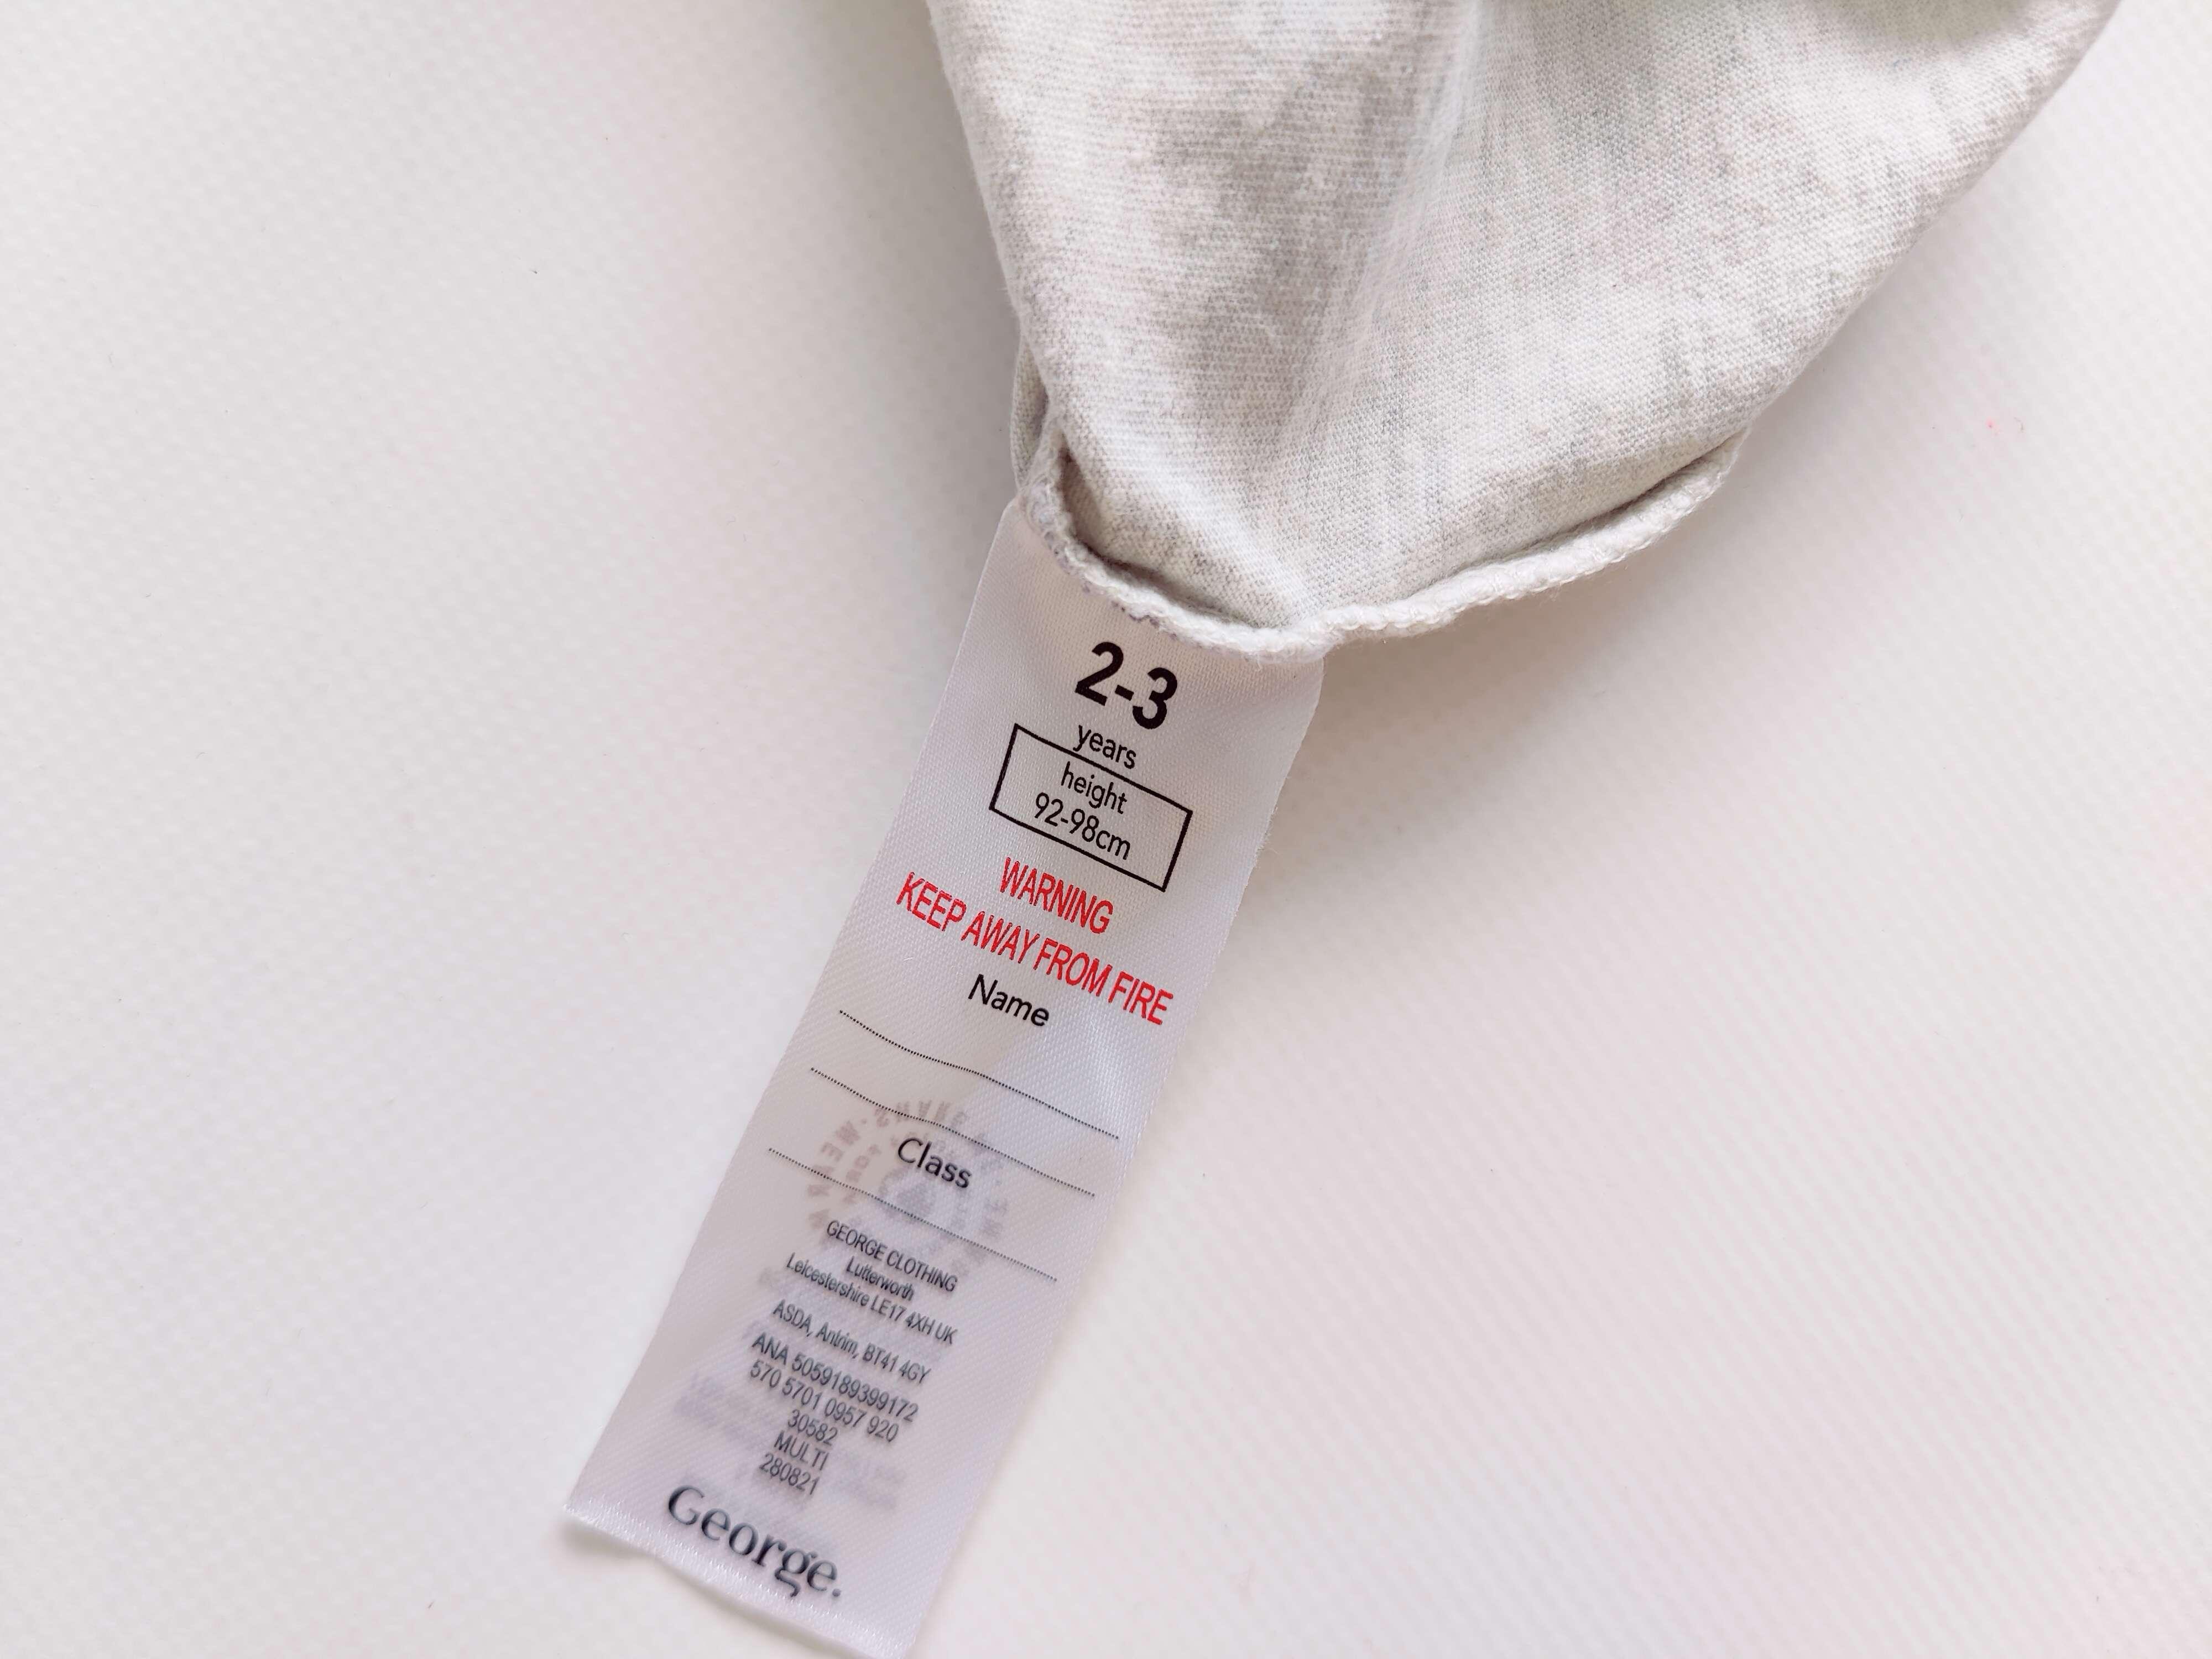 2-3
years
height
92-98cm
WARNING
KEEP AWAY FROM FIRE
Name
Class
GEORGE CLOTHING
Lutterworth
Leicestershire LE17 4XH UK
ASDA, Antrim, BT41 4GY
ANA 5059189399172
570 5701 0957 920
30582
MULTI
280821
George.